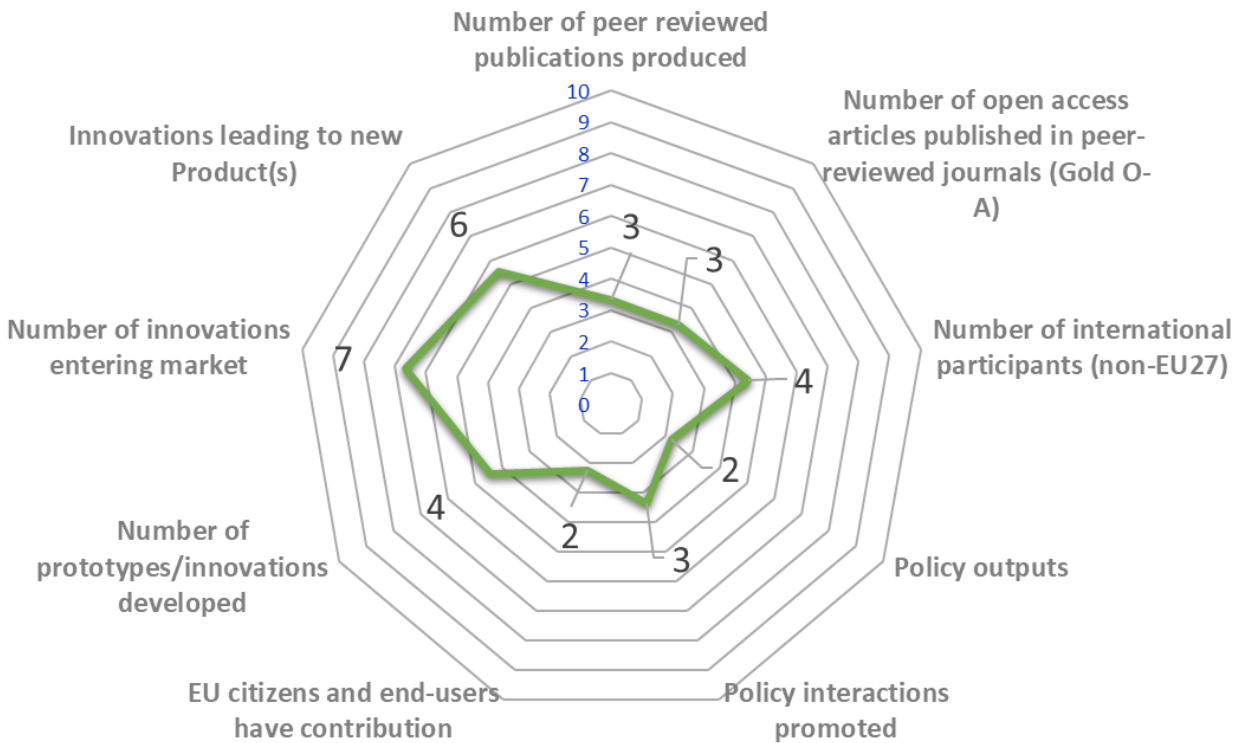 Number of peer reviewed
publications produced
Number of open access
articles published in peer-
reviewed journals (Gold O-
A)
Innovations leading to new
Product(s)
10
9
8
7
6
5
4
3
2
1
0
6
3
3
Number of innovations
entering market
7
4
Number of international
participants (non-EU27)
2
4
2
3
Number of
prototypes/innovations
developed
Policy outputs
EU citizens and end-users
have contribution
Policy interactions
promoted